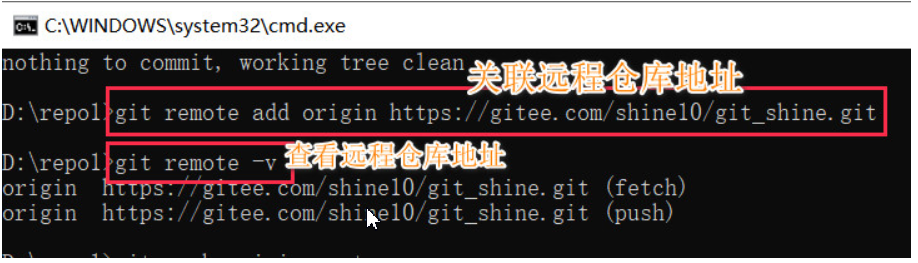 C:\WINDOWS\system32\cmd.exe
nothing to commit, working tree clean
关联远程仓库地址
D:\repo1>git remote add origin https://gitee.com/shine10/git_shine.git
D:\repo1>git remote -v 查看远程仓库地址
origin https://gitee.com/shine10/git_shine.git (fetch)
origin https://gitee.com/shine10/git_shine.git (push)